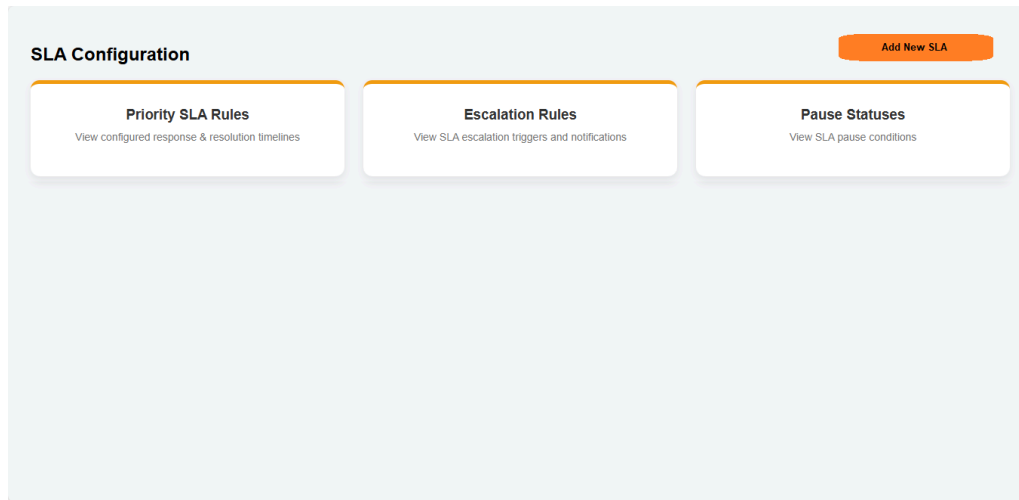 SLA Configuration
Add New SLA
Priority SLA Rules
View configured response & resolution timelines
Escalation Rules
View SLA escalation triggers and notifications
Pause Statuses
View SLA pause conditions